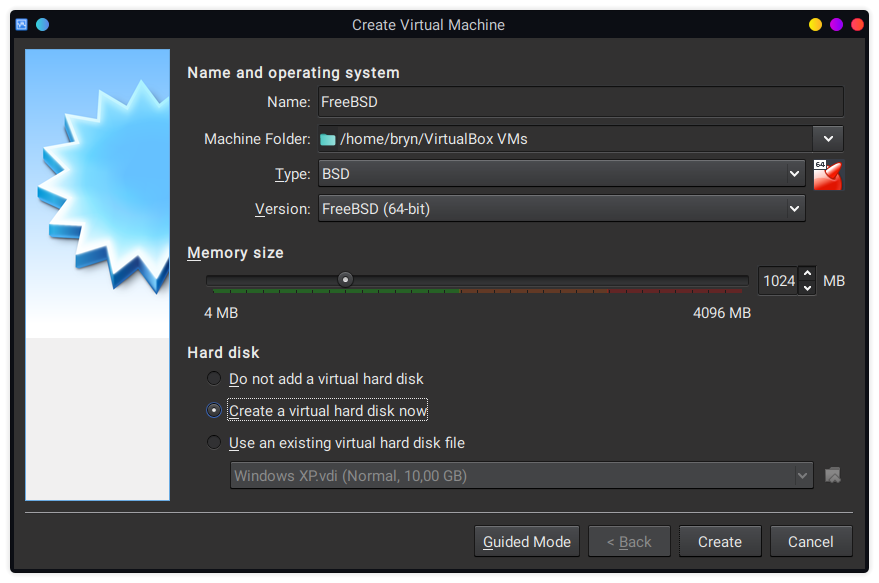 Create Virtual Machine
Name and operating system
Name: FreeBSD
Machine Folder: /home/bryn/VirtualBox VMs
Type: BSD
64
Version: FreeBSD (64-bit)
Memory size
1024 MB
4 MB 4096 MB
Hard disk
Do not add a virtual hard disk
Create a virtual hard disk now
Use an existing virtual hard disk file
Windows XP.vdi (Normal, 10,00 GB)
Guided Mode < Back Create Cancel